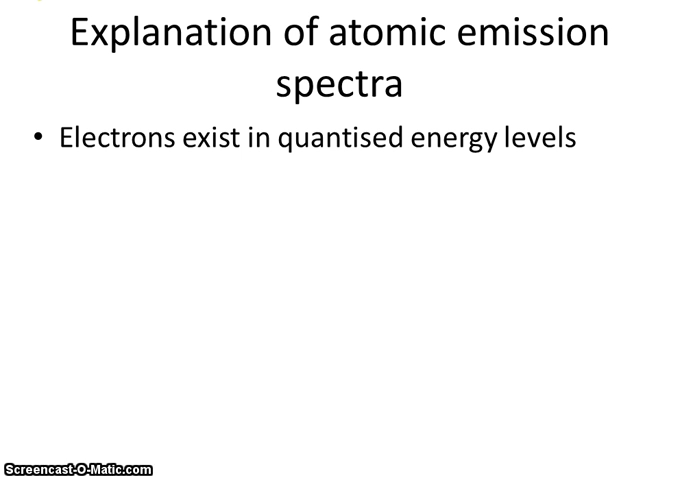 Explanation of atomic emission
spectra
• Electrons exist in quantised energy levels
Screencast-O-Matic.com